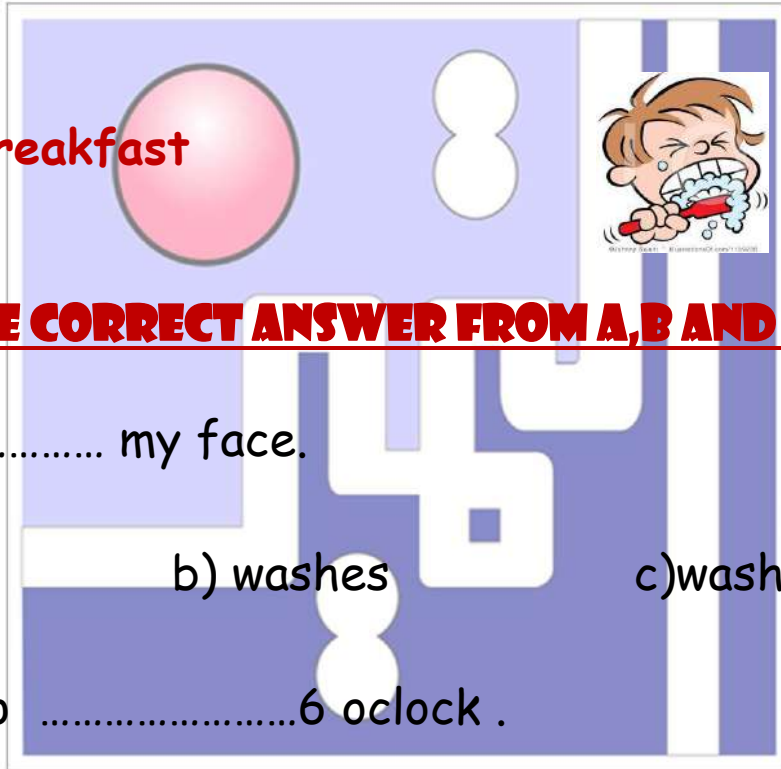 reakfast
E CORRECT ANSWER FROM A,B AND
………… my face.
b) washes c)wash
……………………6 oclock .